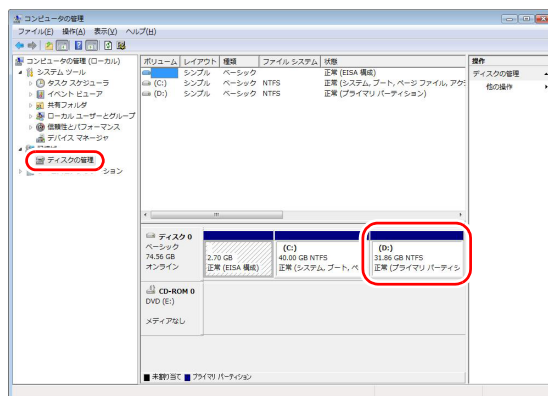 コンピュータの管理
ファイル(F) 操作(A) 表示(V) ヘルプ(H)
コンピュータの管理 (ローカル)
システム ツール
タスク スケジューラ
イベント ビューア
共有フォルダ
ローカル ユーザーとグループ
信頼性とパフォーマンス
デバイス マネージャ
ディスクの管理
ション
ボリューム レイアウト 種類 ファイル システム 状態
シンプル ベーシック 正常 (EISA 構成)
(C:) シンプル ベーシック NTFS 正常 (システム, ブート, ページ ファイル, アクテ
(D:) シンプル ベーシック NTFS 正常 (プライマリ パーティション)
操作
ディスクの管理
他の操作
ディスク 0
ベーシック
74.56 GB
オンライン
2.70 GB
正常 (EISA 構成)
(C:)
40.00 GB NTFS
正常 (システム, ブート, ペ
(D:)
31.86 GB NTFS
正常 (プライマリ パーティシ
CD-ROM 0
DVD (E:)
メディアなし
未割り当て プライマリ パーティション